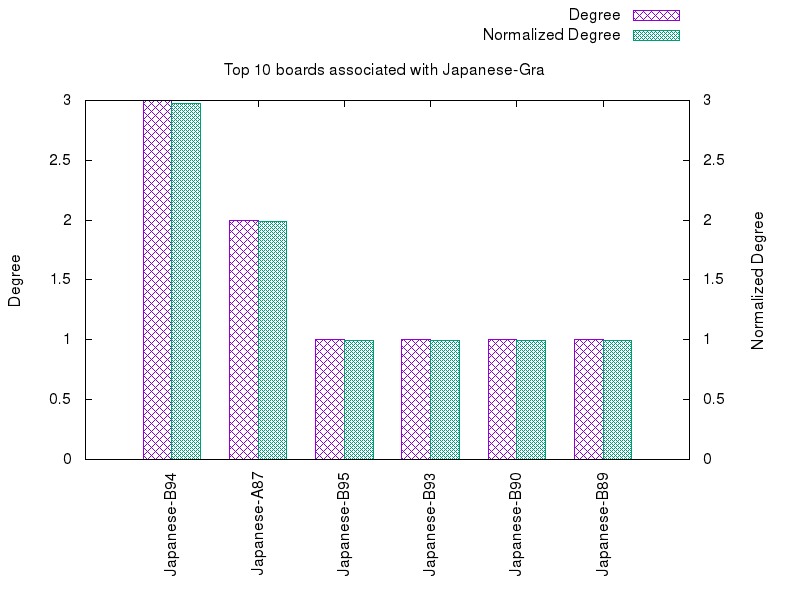 Degree
Normalized Degree
Top 10 boards associated with Japanese-Gra
3
2.5
2
1.5
1
0.5
0
3
2.5
2
1.5
1
0.5
0
Degree
Normalized Degree
Japanese-B94
Japanese-A87
Japanese-B95
Japanese-B93
Japanese-B90
Japanese-B89